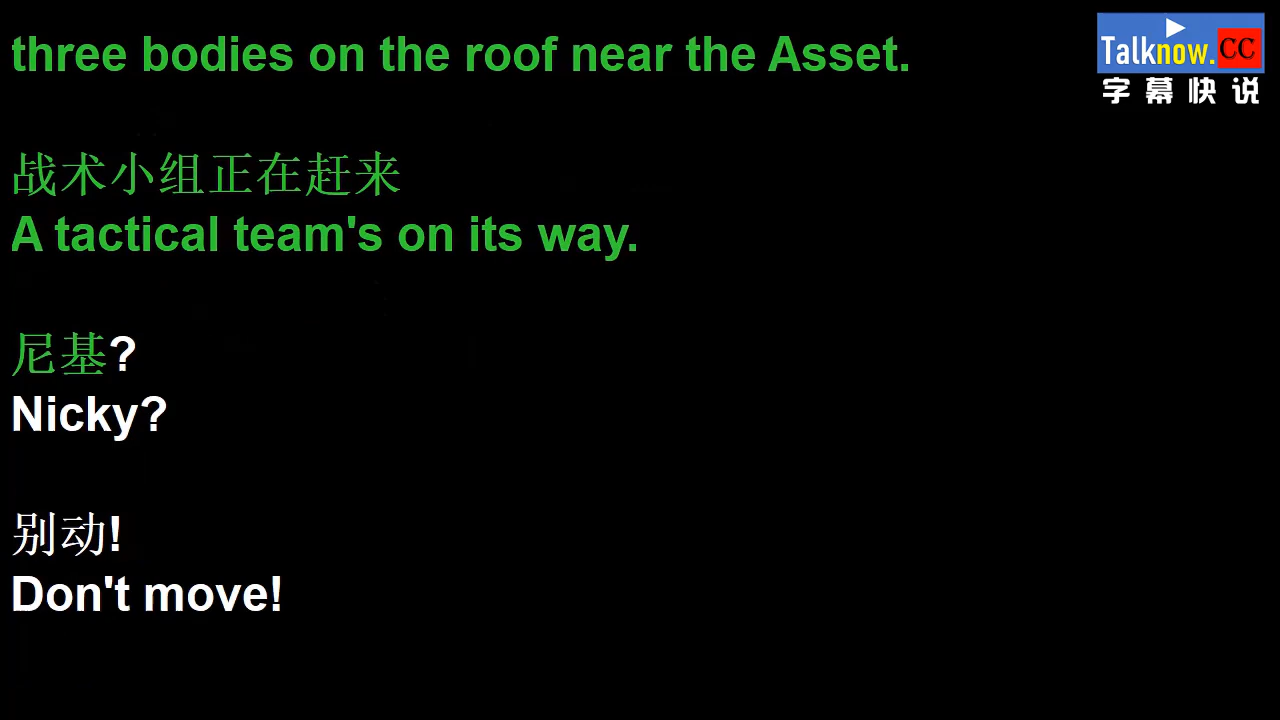 three bodies on the roof near the Asset.
Talknow.CC
字幕快说
战术小组正在赶来
A tactical team's on its way.
尼基?
Nicky?
别动!
Don't move!